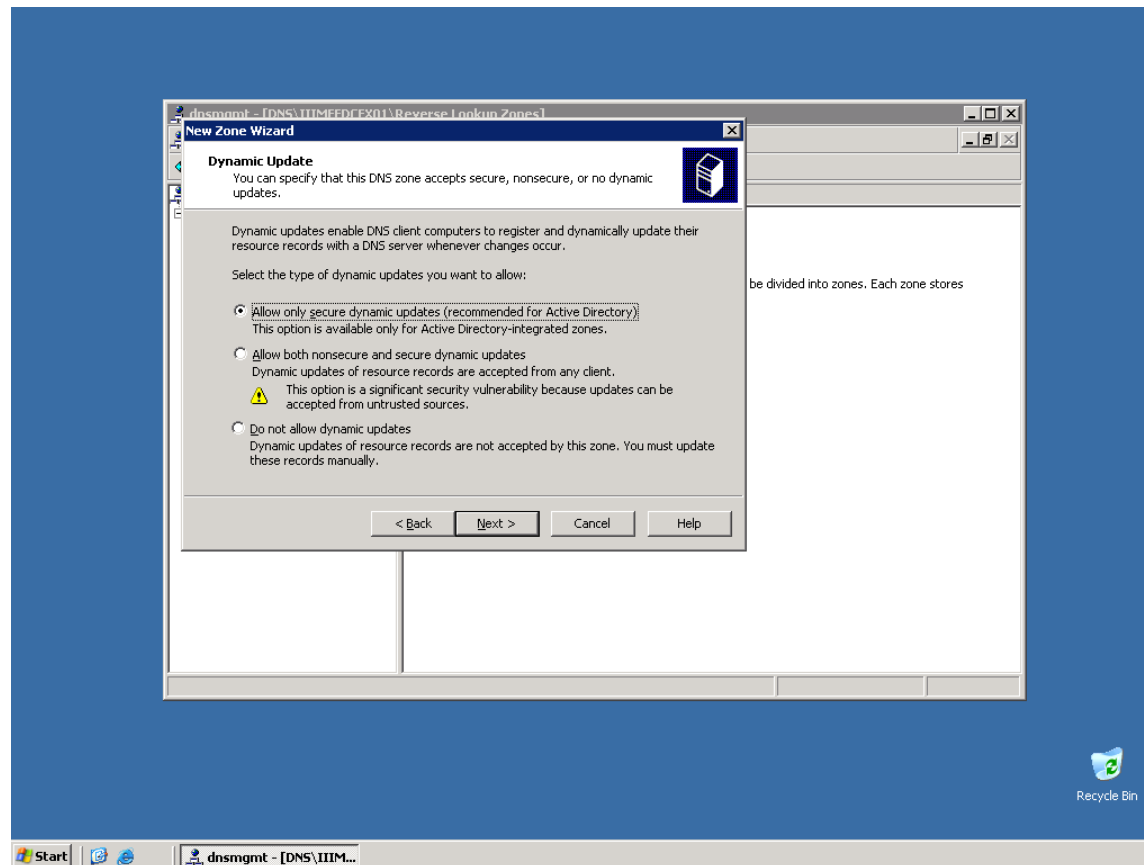 dnsmgmt - [DNS\IIIMEEDCEX01\Reverse Lookup Zones]
New Zone Wizard
Dynamic Update
You can specify that this DNS zone accepts secure, nonsecure, or no dynamic
updates.
Dynamic updates enable DNS client computers to register and dynamically update their
resource records with a DNS server whenever changes occur.
Select the type of dynamic updates you want to allow:
be divided into zones. Each zone stores
Allow only secure dynamic updates (recommended for Active Directory)
This option is available only for Active Directory-integrated zones.
Allow both nonsecure and secure dynamic updates
Dynamic updates of resource records are accepted from any client.
This option is a significant security vulnerability because updates can be
accepted from untrusted sources.
Do not allow dynamic updates
Dynamic updates of resource records are not accepted by this zone. You must update
these records manually.
< Back Next > Cancel Help
Recycle Bin
Start dnsmgmt - [DNS\IIIM...